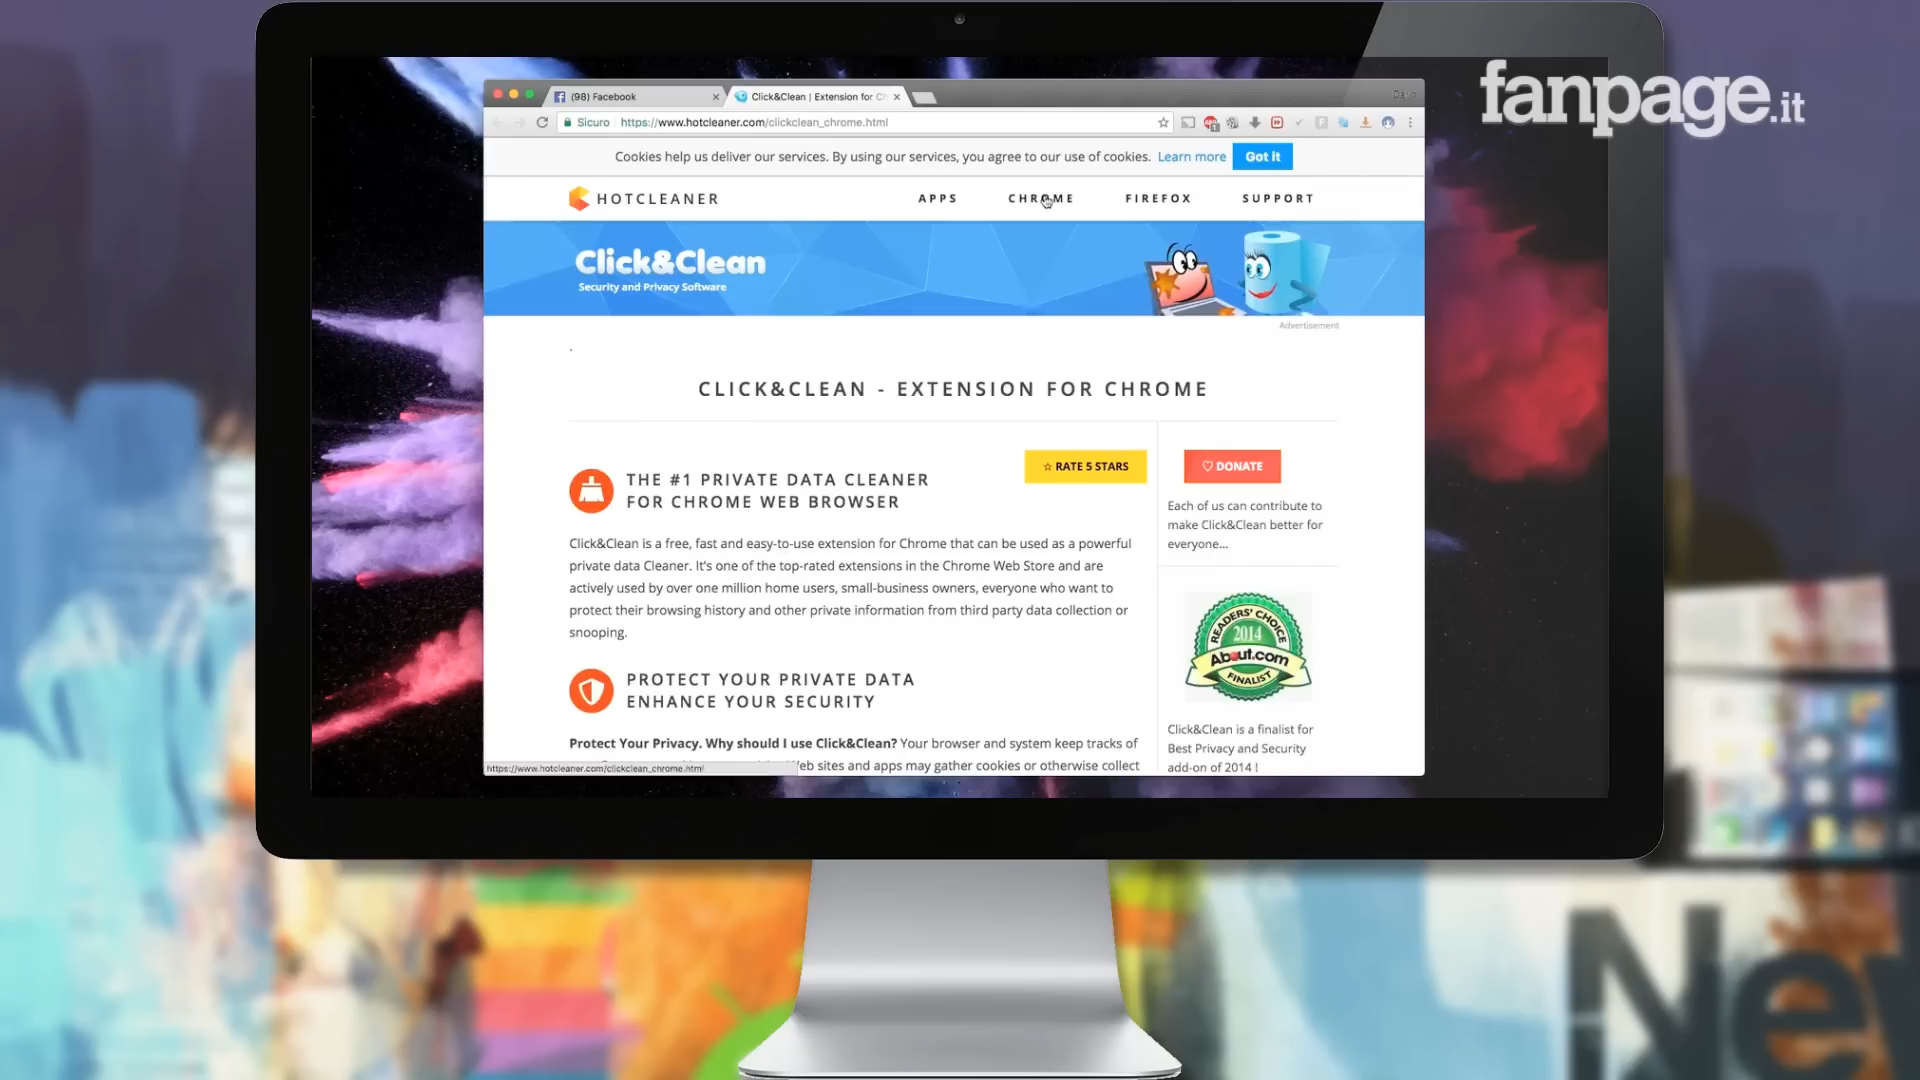 fanpage.it
(98) Facebook
Click&Clean | Extension for Ch
Sicuro
https://www.hotcleaner.com/clickclean_chrome.html
Cookies help us deliver our services. By using our services, you agree to our use of cookies. Learn more Got it
HOTCLEANER
APPS
CHROME
FIREFOX
SUPPORT
Click&Clean
Security and Privacy Software
Advertisement
CLICK&CLEAN - EXTENSION FOR CHROME
THE #1 PRIVATE DATA CLEANER
FOR CHROME WEB BROWSER
☆ RATE 5 STARS
Click&Clean is a free, fast and easy-to-use extension for Chrome that can be used as a powerful
private data Cleaner. It's one of the top-rated extensions in the Chrome Web Store and are
actively used by over one million home users, small-business owners, everyone who want to
protect their browsing history and other private information from third party data collection or
snooping.
PROTECT YOUR PRIVATE DATA
ENHANCE YOUR SECURITY
Protect Your Privacy. Why should I use Click&Clean? Your browser and system keep tracks of
eb sites and apps may gather cookies or otherwise collect
https://www.hotcleaner.com/clickclean_chrome.html
♡ DONATE
Each of us can contribute to
make Click&Clean better for
everyone...
READERS' CHOICE
2014
About.com
FINALIST
Click&Clean is a finalist for
Best Privacy and Security
add-on of 2014 !
Ne